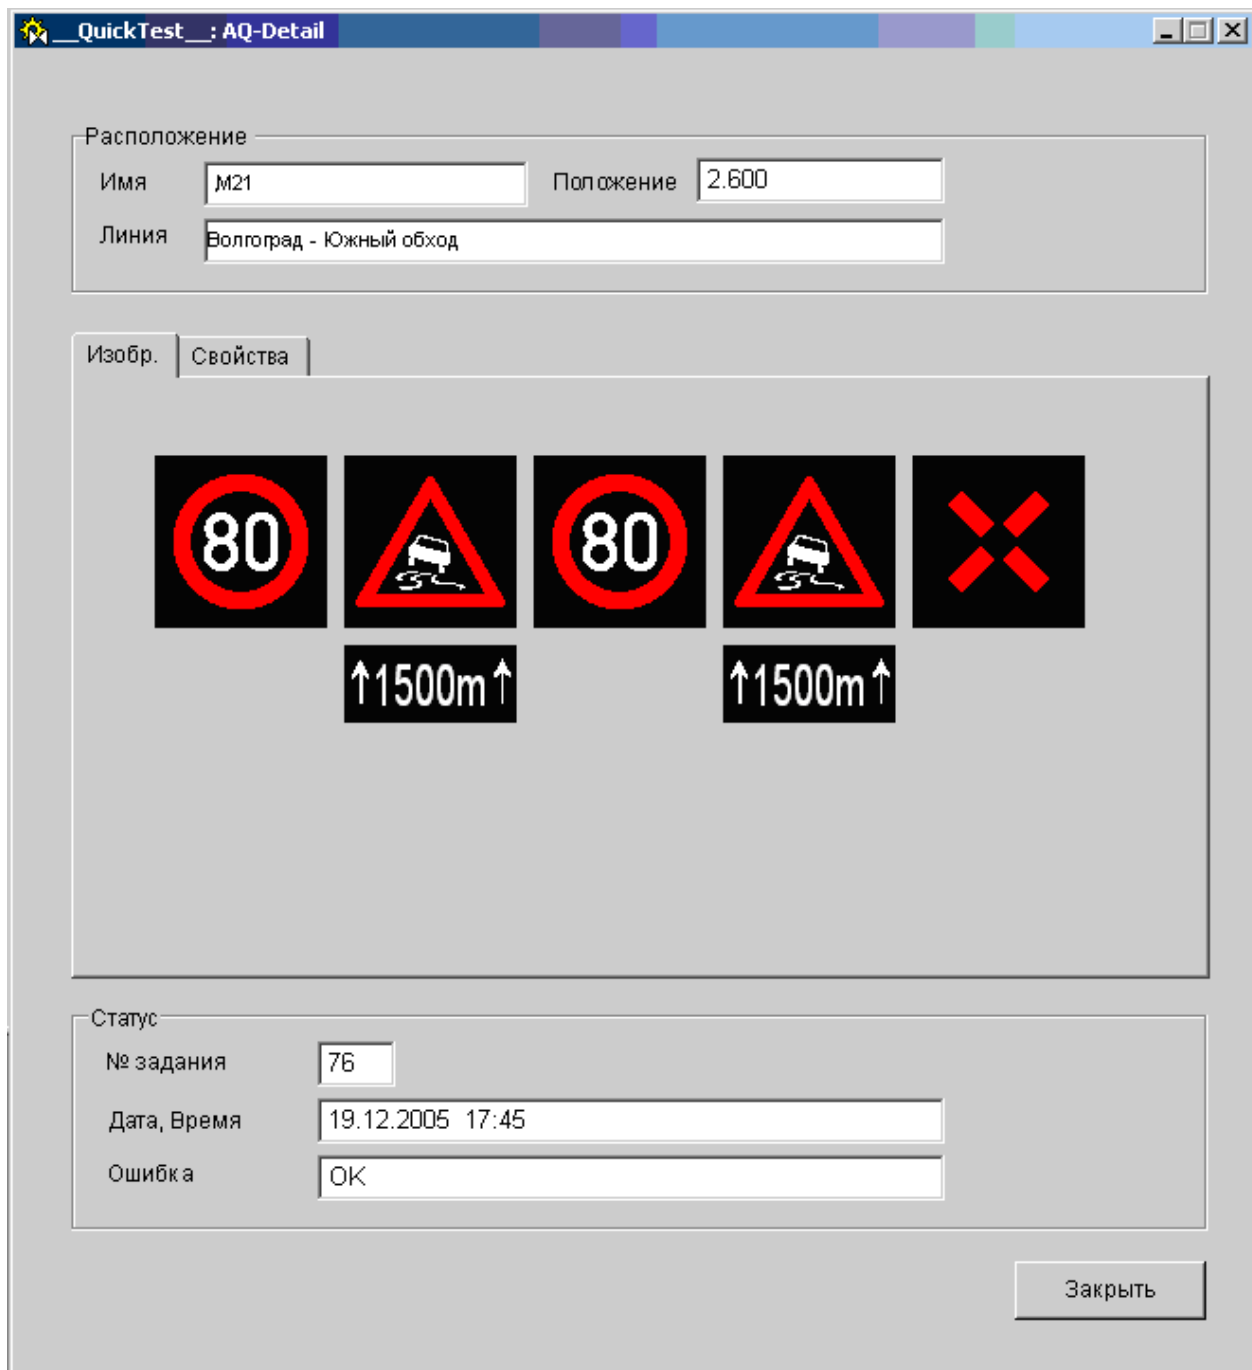 __QuickTest__: AQ-Detail
Расположение
Имя М21 Положение 2.600
Линия Волгоград - Южный обход
Изобр. Свойства
80 80
↑1500m↑ ↑1500m↑
Статус
№ задания 76
Дата, Время 19.12.2005 17:45
Ошибка OK
Закрыть